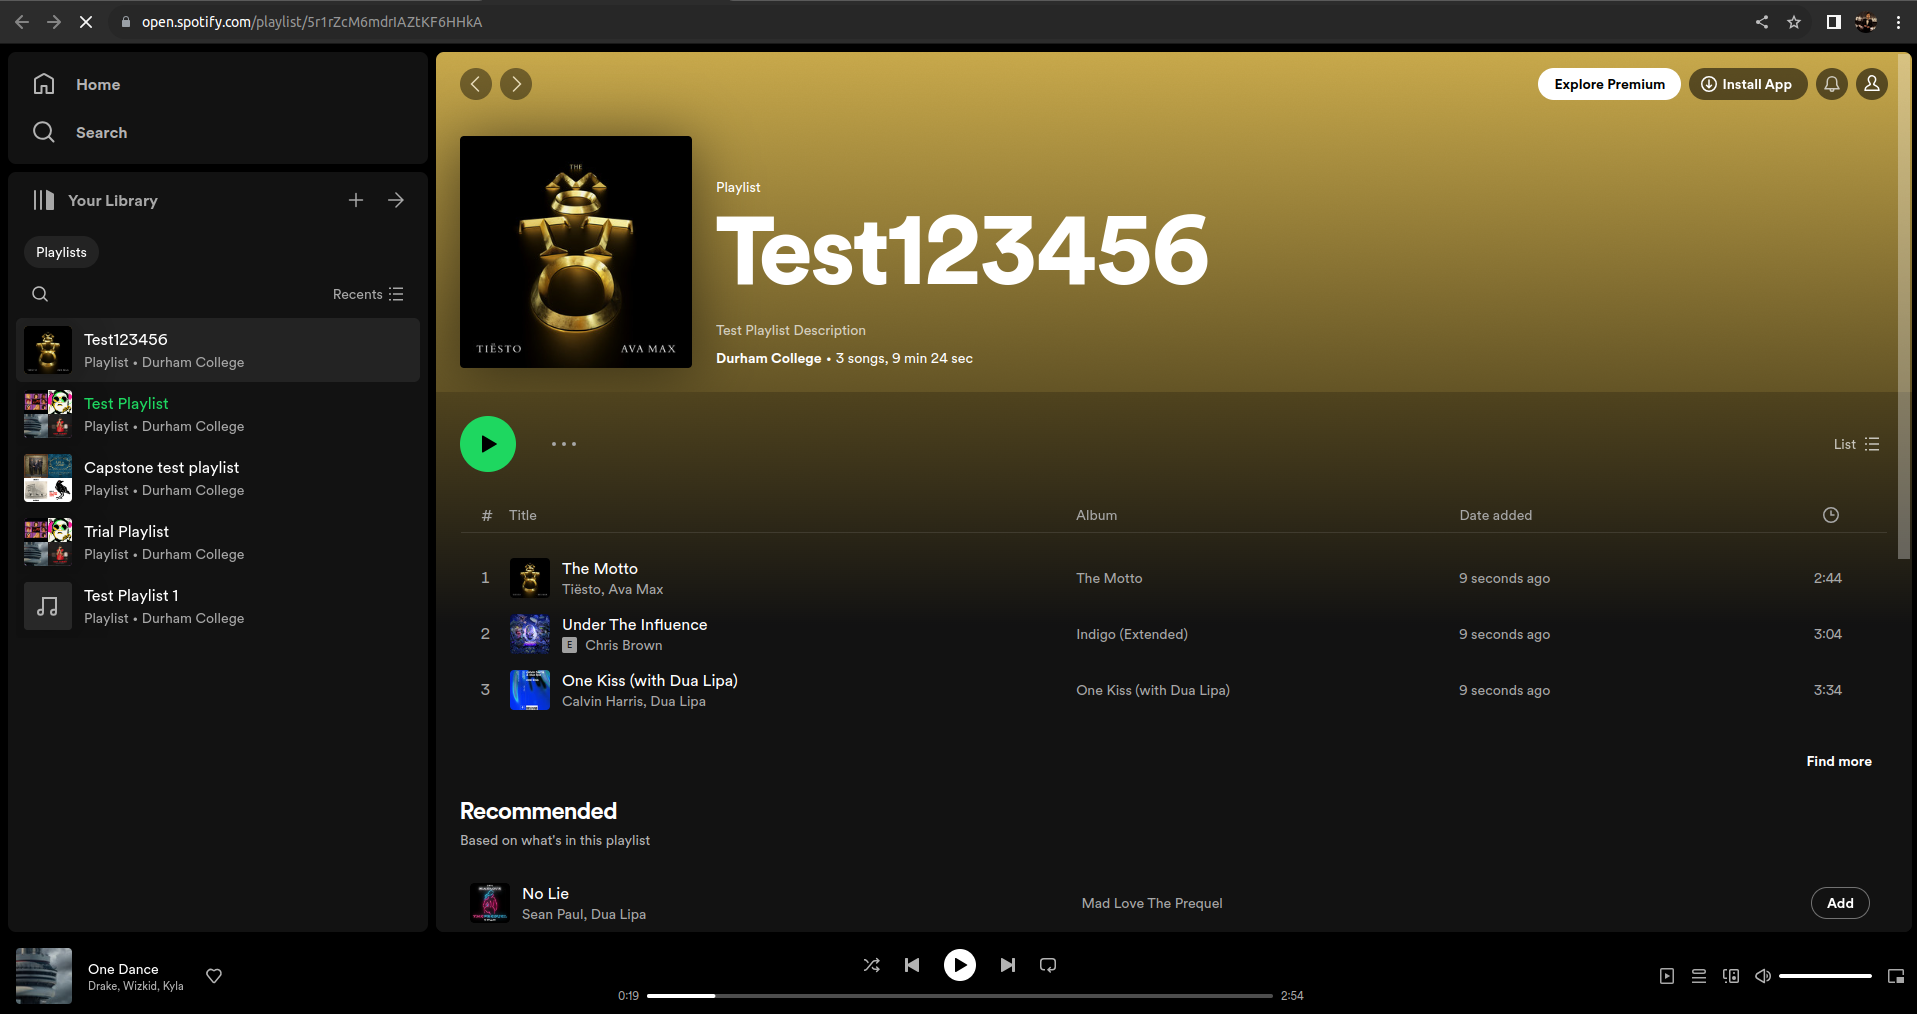 open.spotify.com/playlist/5r1rZcM6mdrIAZtKF6HHkA
Home
Search
Your Library
Playlists
Recents
Test123456
Playlist • Durham College
Test Playlist
Playlist • Durham College
Capstone test playlist
Playlist • Durham College
Trial Playlist
Playlist • Durham College
Test Playlist 1
Playlist • Durham College
Explore Premium
Install App
THE
MOTTO
TIËSTO AVA MAX
Playlist
Test123456
Test Playlist Description
Durham College • 3 songs, 9 min 24 sec
List
# Title Album Date added
1 The Motto The Motto 9 seconds ago 2:44
Tiësto, Ava Max
2 Under The Influence Indigo (Extended) 9 seconds ago 3:04
E Chris Brown
3 One Kiss (with Dua Lipa) One Kiss (with Dua Lipa) 9 seconds ago 3:34
Calvin Harris, Dua Lipa
Find more
Recommended
Based on what's in this playlist
No Lie Mad Love The Prequel Add
Sean Paul, Dua Lipa
One Dance
Drake, Wizkid, Kyla
0:19 2:54